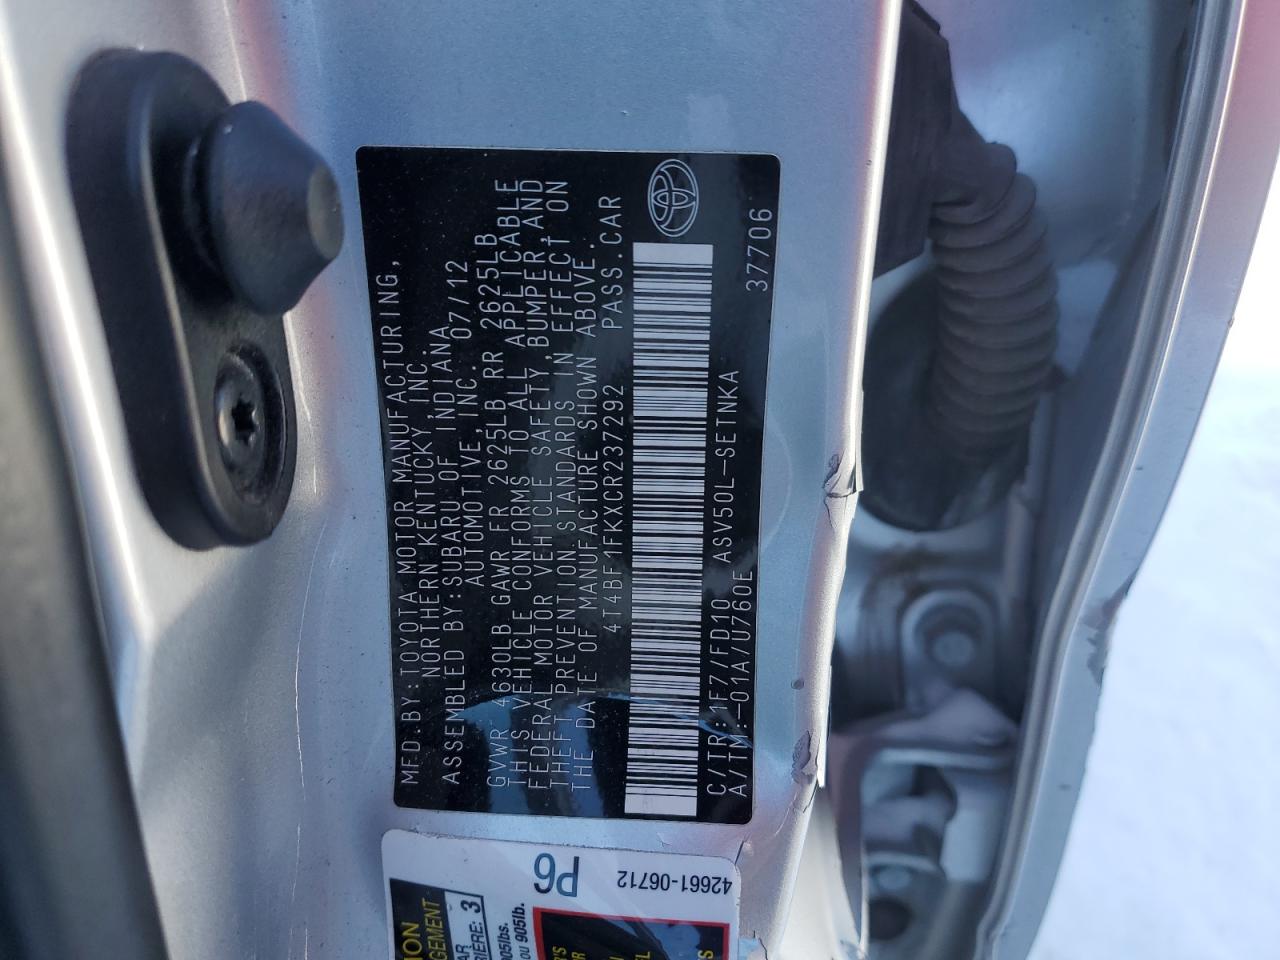 MFD.BY:TOYOTA MOTOR MANUFACTURING,
NORTHERN KENTUCKY, INC.
ASSEMBLED BY:SUBARU OF INDIANA
AUTOMOTIVE, INC. 07/12
GVWR 4630LB GAWR FR 2625LB RR 2625LB
THIS VEHICLE CONFORMS TO ALL APPLICABLE
FEDERAL MOTOR VEHICLE SAFETY,BUMPER,AND
THEFT PREVENTION STANDARDS IN EFFECT ON
THE DATE OF MANUFACTURE SHOWN ABOVE.
4T4BF1FKXCR237292 PASS.CAR
C/TR:1F7/FD10 ASV50L-SETNKA
A/TM:-01A/U760E
37706
P6
42661-06712
3
ou 905lb.